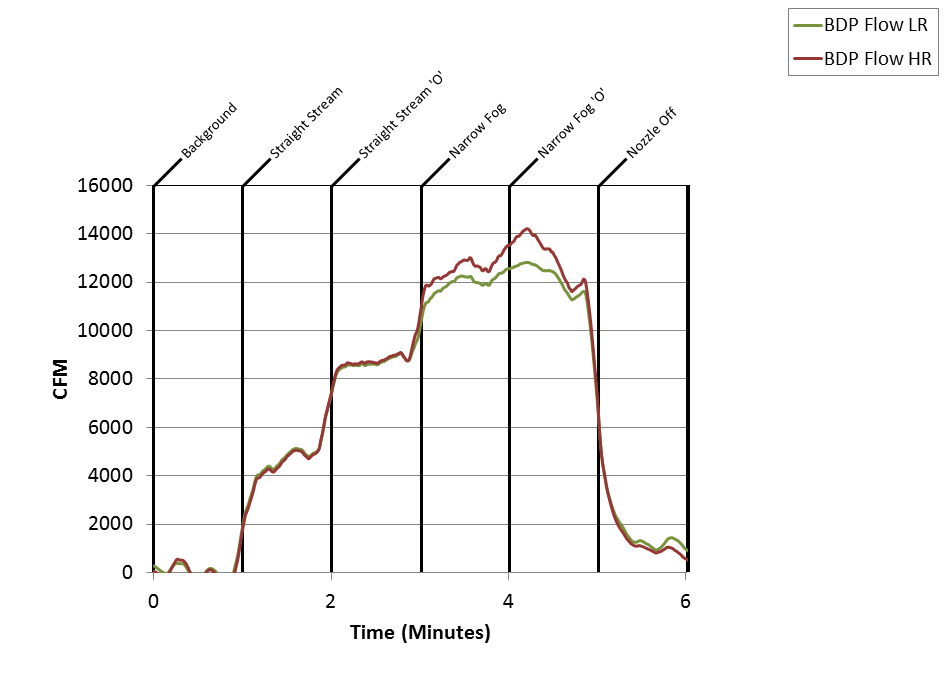 BDP Flow LR
BDP Flow HR
Background
Straight Stream
Straight Stream 'O'
Narrow Fog
Narrow Fog 'O'
Nozzle Off
16000
14000
12000
10000
8000
6000
4000
2000
0
CFM
0 2 4 6
Time (Minutes)